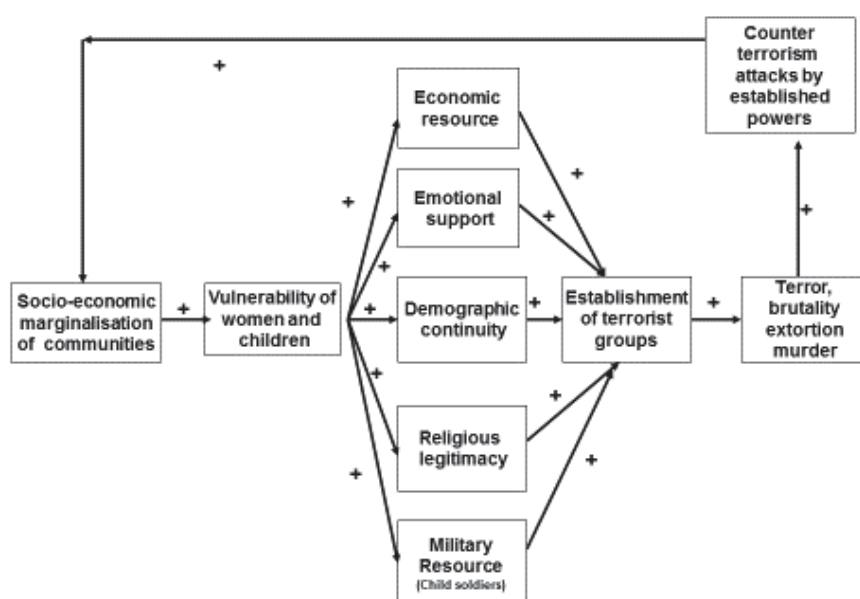 Counter
terrorism
attacks by
established
powers
+
Economic
resource
+
+
Emotional
support
+
+
+
Socio-economic
marginalisation
of communities
+
Vulnerability of
women and
children
+
Demographic
continuity
+
Establishment
of terrorist
groups
+
Terror,
brutality
extortion
murder
+
+
Religious
legitimacy
+
+
Military
Resource
(Child soldiers)